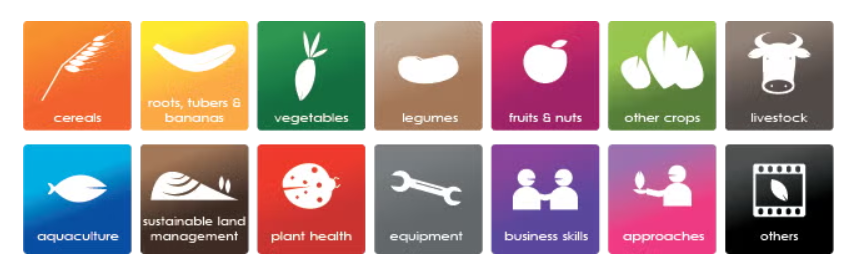 cereals
roots, tubers &
bananas
vegetables
legumes
fruits & nuts
other crops
livestock
aquaculture
sustainable land
management
plant health
equipment
business skills
approaches
others